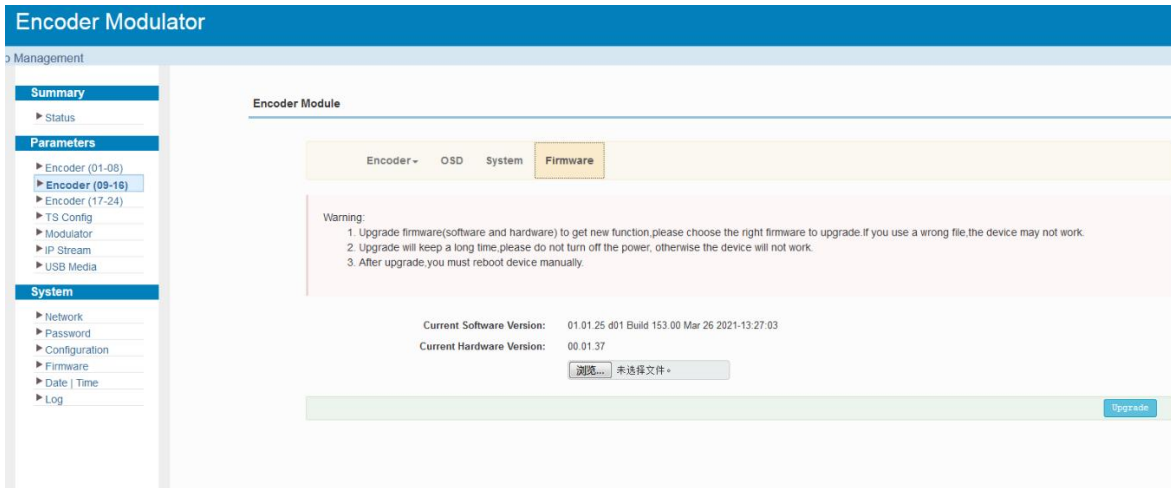 Encoder Modulator
o Management
Summary
Status
Parameters
Encoder (01-08)
Encoder (09-16)
Encoder (17-24)
TS Config
Modulator
IP Stream
USB Media
System
Network
Password
Configuration
Firmware
Date | Time
Log
Encoder Module
Encoder OSD System Firmware
Warning:
1. Upgrade firmware(software and hardware) to get new function,please choose the right firmware to upgrade.If you use a wrong file,the device may not work.
2. Upgrade will keep a long time,please do not turn off the power, otherwise the device will not work.
3. After upgrade,you must reboot device manually.
Current Software Version: 01.01.25 d01 Build 153.00 Mar 26 2021-13:27:03
Current Hardware Version: 00.01.37
浏览... 未选择文件。
Upgrade